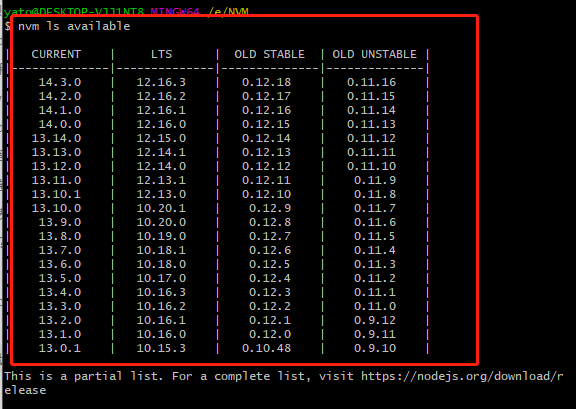 yato@DESKTOP-VJJ1NT8 MINGW64 /e/NVM
$ nvm ls available
| CURRENT | LTS | OLD STABLE | OLD UNSTABLE |
|--------------|--------------|--------------|--------------|
| 14.3.0 | 12.16.3 | 0.12.18 | 0.11.16 |
| 14.2.0 | 12.16.2 | 0.12.17 | 0.11.15 |
| 14.1.0 | 12.16.1 | 0.12.16 | 0.11.14 |
| 14.0.0 | 12.16.0 | 0.12.15 | 0.11.13 |
| 13.14.0 | 12.15.0 | 0.12.14 | 0.11.12 |
| 13.13.0 | 12.14.1 | 0.12.13 | 0.11.11 |
| 13.12.0 | 12.14.0 | 0.12.12 | 0.11.10 |
| 13.11.0 | 12.13.1 | 0.12.11 | 0.11.9 |
| 13.10.1 | 12.13.0 | 0.12.10 | 0.11.8 |
| 13.10.0 | 10.20.1 | 0.12.9 | 0.11.7 |
| 13.9.0 | 10.20.0 | 0.12.8 | 0.11.6 |
| 13.8.0 | 10.19.0 | 0.12.7 | 0.11.5 |
| 13.7.0 | 10.18.1 | 0.12.6 | 0.11.4 |
| 13.6.0 | 10.18.0 | 0.12.5 | 0.11.3 |
| 13.5.0 | 10.17.0 | 0.12.4 | 0.11.2 |
| 13.4.0 | 10.16.3 | 0.12.3 | 0.11.1 |
| 13.3.0 | 10.16.2 | 0.12.2 | 0.11.0 |
| 13.2.0 | 10.16.1 | 0.12.1 | 0.9.12 |
| 13.1.0 | 10.16.0 | 0.12.0 | 0.9.11 |
| 13.0.1 | 10.15.3 | 0.10.48 | 0.9.10 |
This is a partial list. For a complete list, visit https://nodejs.org/download/r
elease